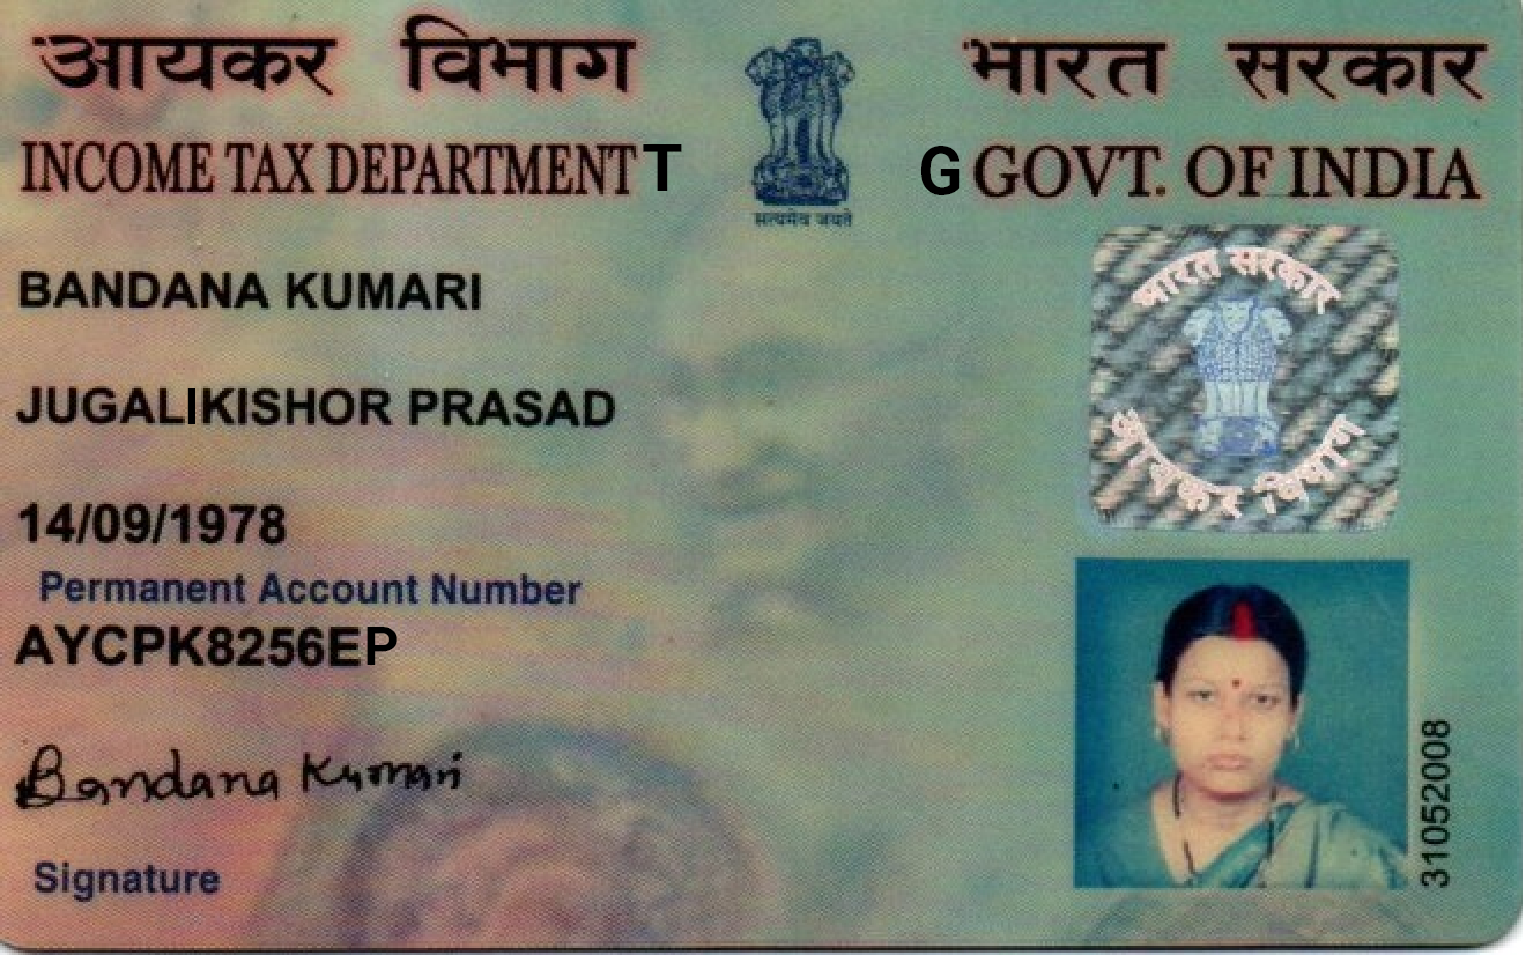 आयकर विभाग
INCOME TAX DEPARTMENTT
सत्यमेव जयते
भारत सरकार
GGOVT. OF INDIA
BANDANA KUMARI
JUGALIKISHOR PRASAD
14/09/1978
Permanent Account Number
AYCPK8256EP
Bandana Kumari
Signature
भारत सरकार
आयकर विभाग
31052008